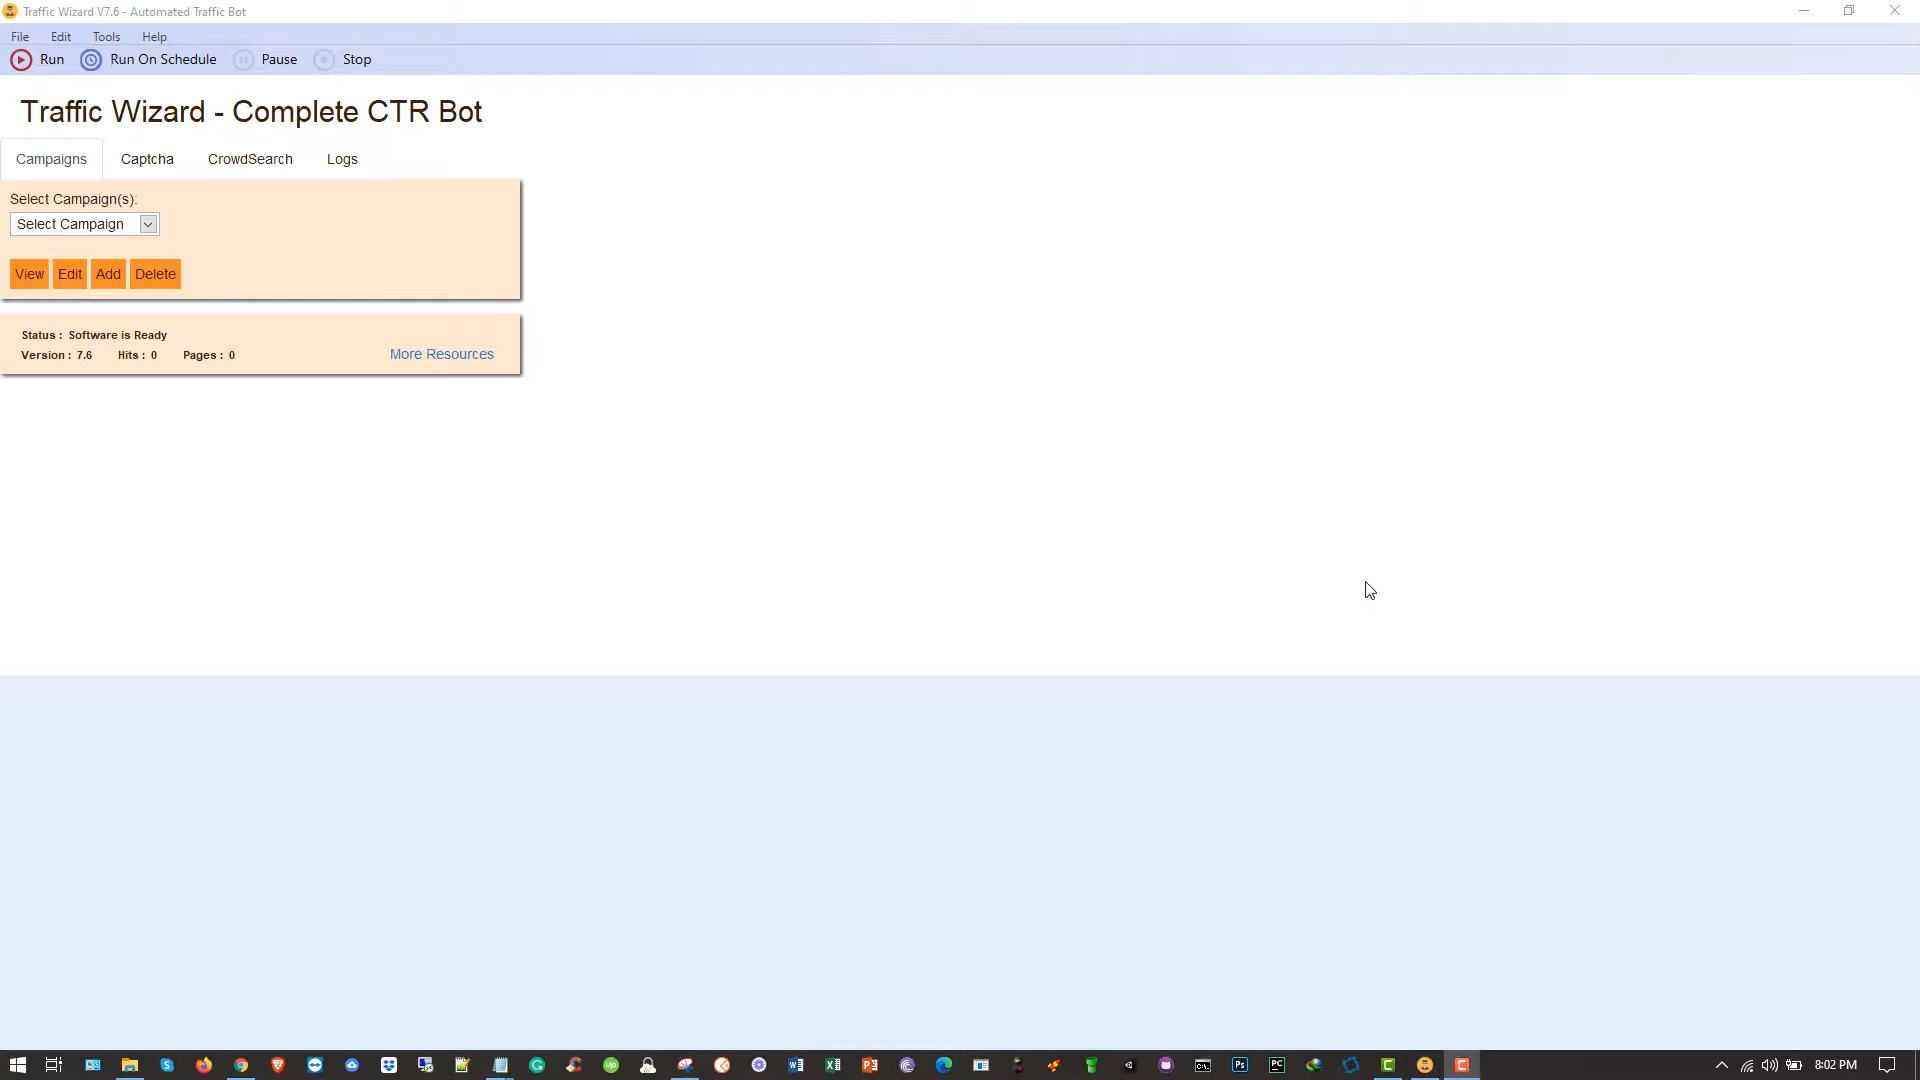 Traffic Wizard V7.6 - Automated Traffic Bot
File Edit Tools Help
Run Run On Schedule Pause Stop
Traffic Wizard - Complete CTR Bot
Campaigns Captcha CrowdSearch Logs
Select Campaign(s):
Select Campaign
View Edit Add Delete
Status : Software is Ready
Version : 7.6 Hits : 0 Pages : 0 More Resources
8:02 PM